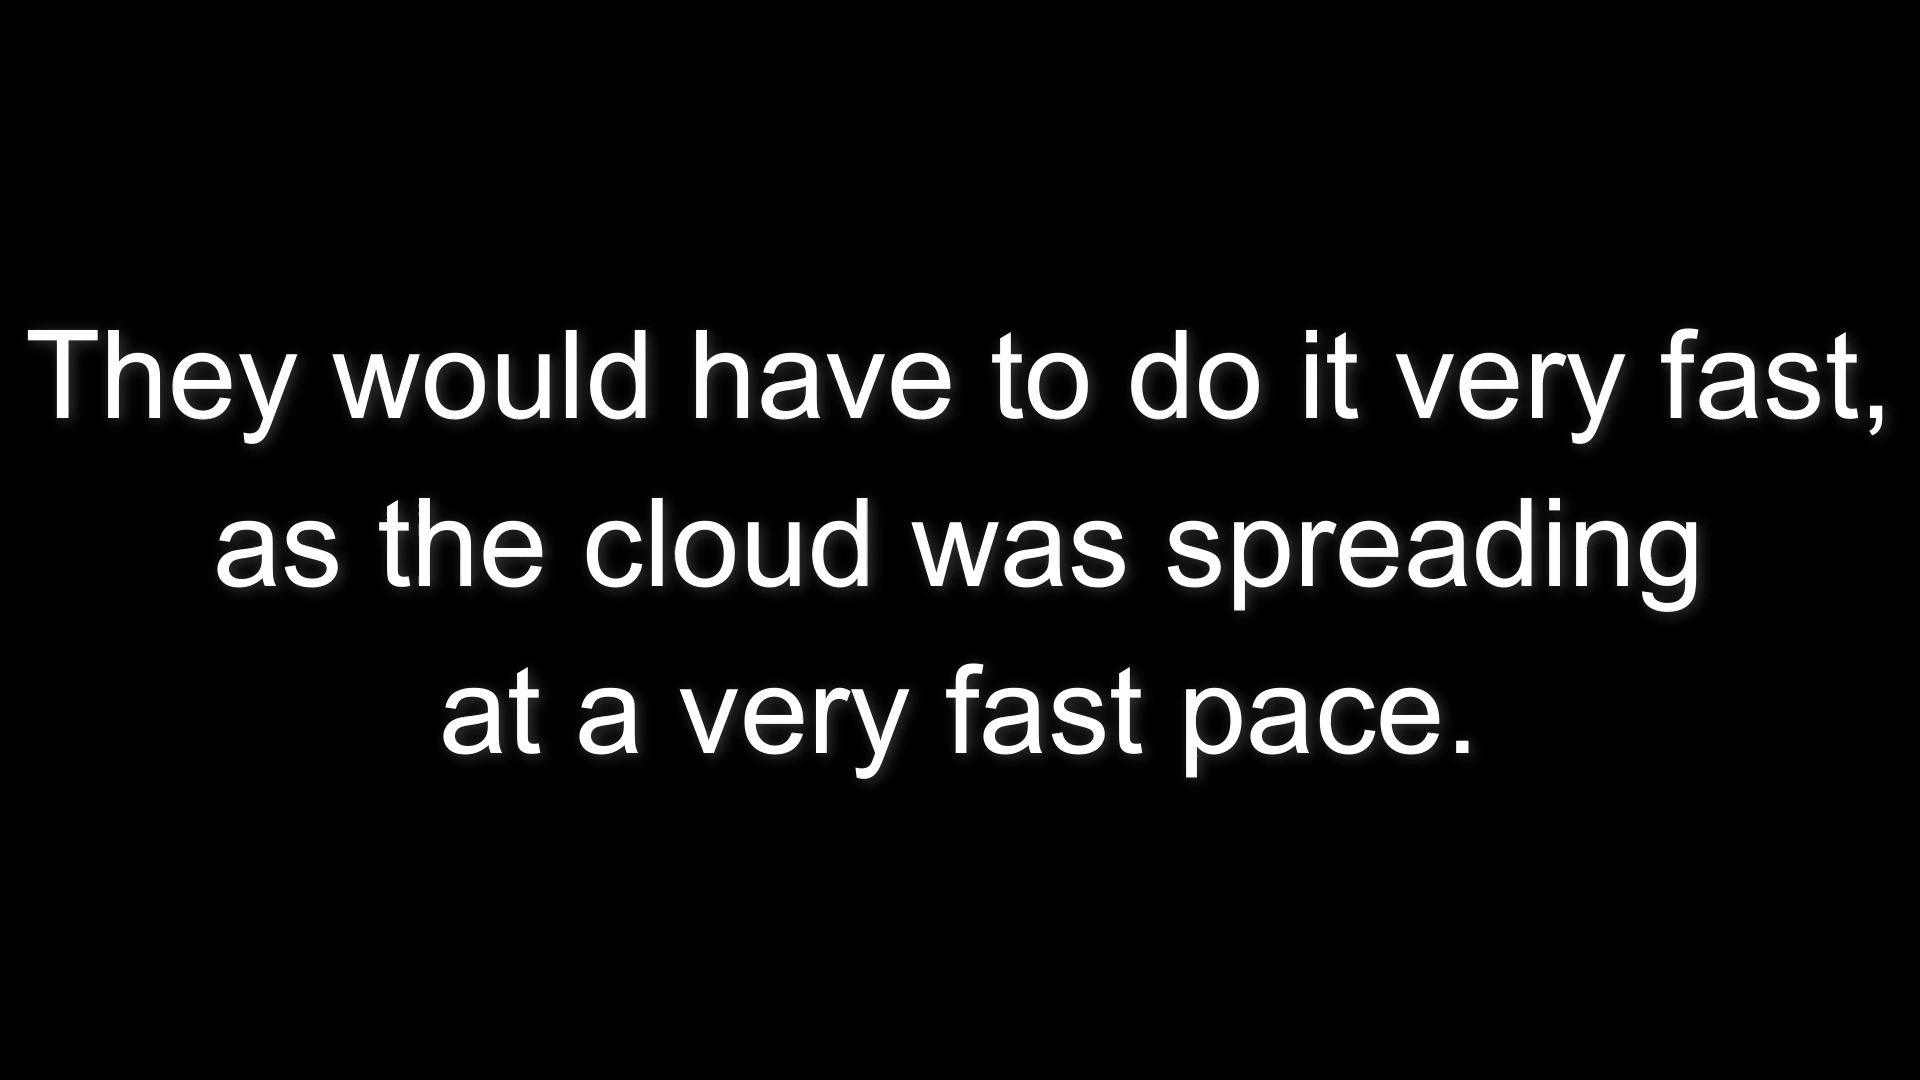 They would have to do it very fast,
as the cloud was spreading
at a very fast pace.